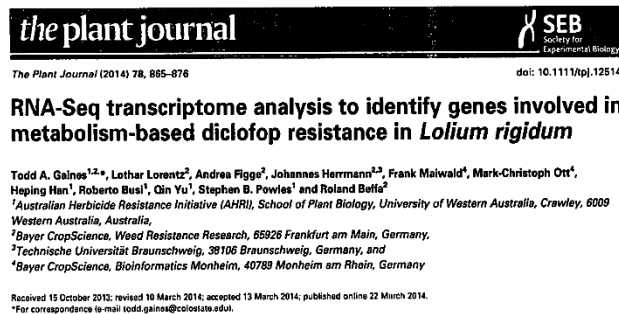 the plant journal
SEB
Society for
Experimental Biology
The Plant Journal (2014) 78, 865–876
doi: 10.1111/tpj.12514
RNA-Seq transcriptome analysis to identify genes involved in
metabolism-based diclofop resistance in Lolium rigidum
Todd A. Gaines1,2,*, Lothar Lorentz2, Andrea Figge2, Johannes Herrmann2,3, Frank Maiwald4, Mark-Christoph Ott4,
Heping Han1, Roberto Busi1, Qin Yu1, Stephen B. Powles1 and Roland Beffa2
1Australian Herbicide Resistance Initiative (AHRI), School of Plant Biology, University of Western Australia, Crawley, 6009
Western Australia, Australia,
2Bayer CropScience, Weed Resistance Research, 65926 Frankfurt am Main, Germany,
3Technische Universität Braunschweig, 38106 Braunschweig, Germany, and
4Bayer CropScience, Bioinformatics Monheim, 40789 Monheim am Rhein, Germany
Received 15 October 2013; revised 10 March 2014; accepted 13 March 2014; published online 22 March 2014.
*For correspondence (e-mail todd.gaines@colostate.edu).